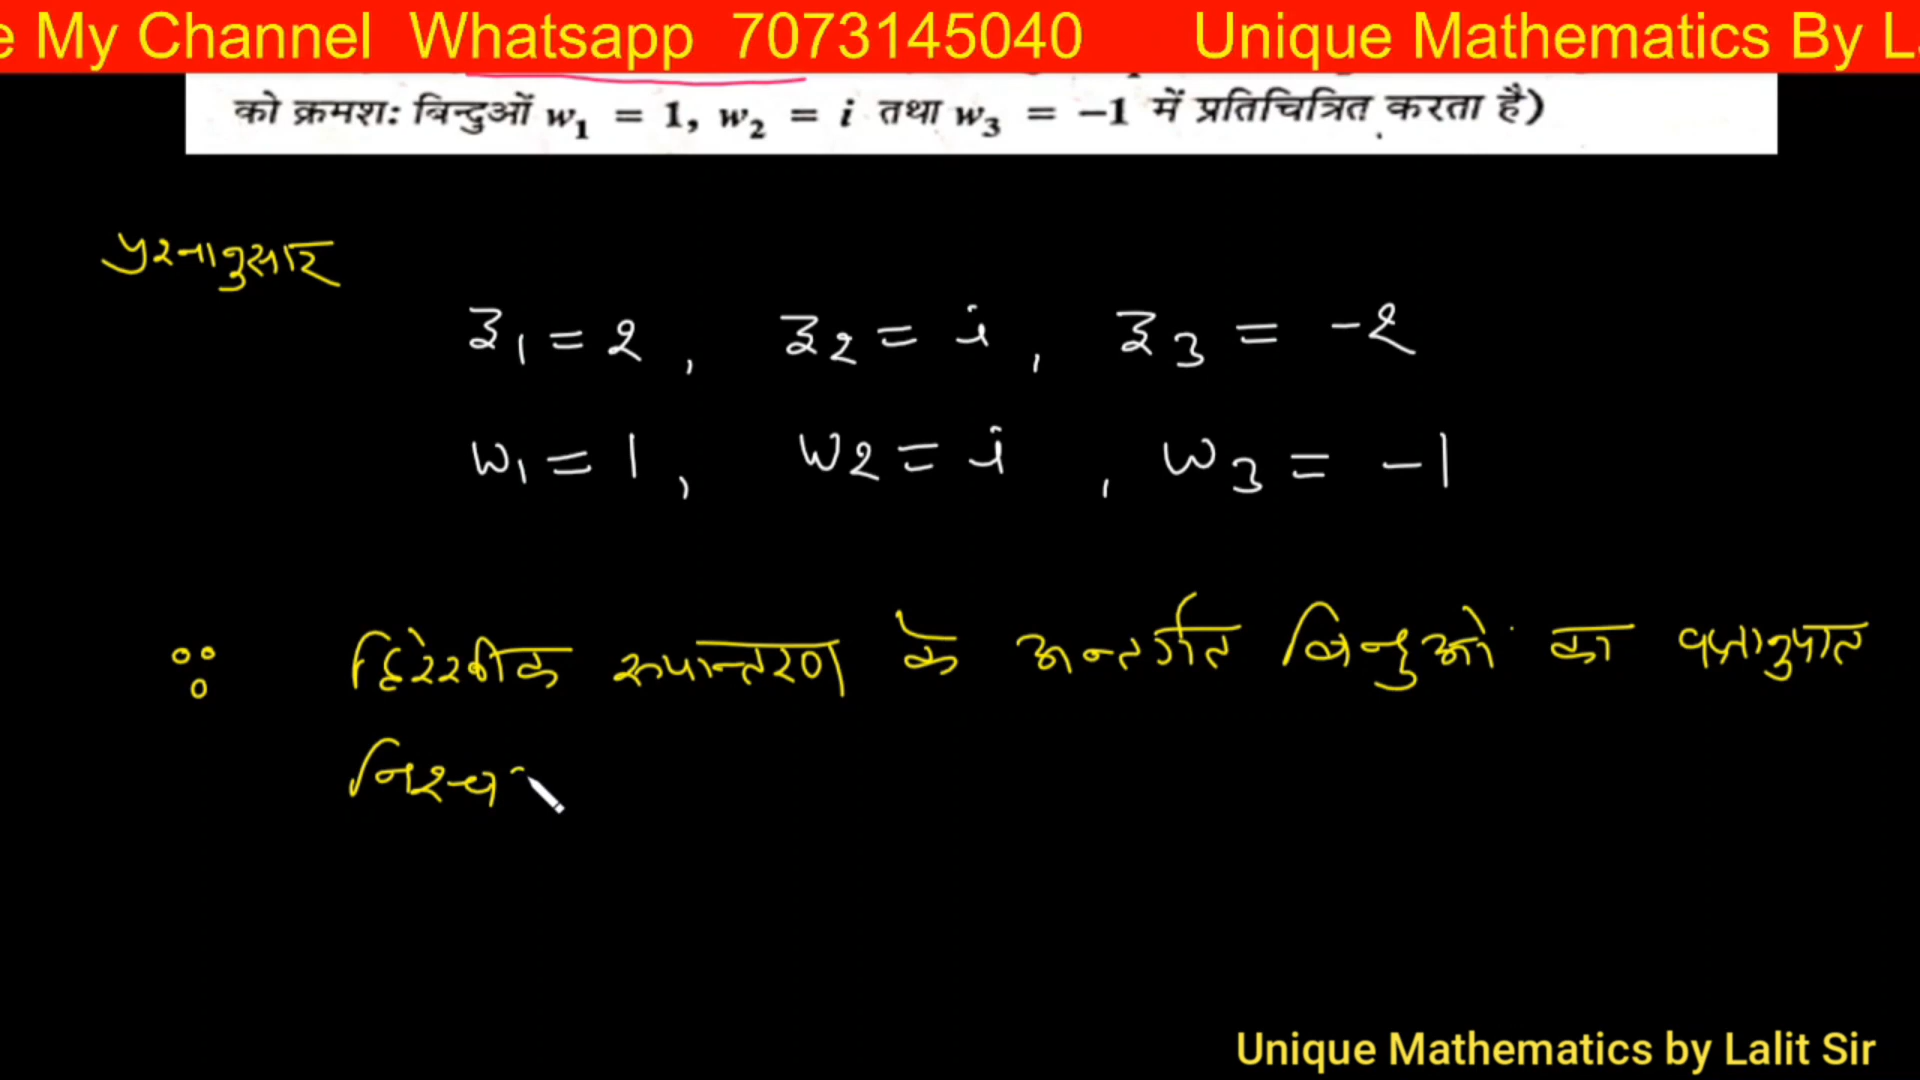 e My Channel Whatsapp 7073145040 Unique Mathematics By L
को क्रमश: बिन्दुओं w₁ = 1, w₂ = i तथा w₃ = −1 में प्रतिचित्रित करता है)
प्रश्नानुसार
z₁ = 2 , z₂ = i , z₃ = -2
w₁ = 1 , w₂ = i , w₃ = -1
∵ द्विरेखीक रूपान्तरण के अन्तर्गत बिन्दुओं का वज्रानुपात
निश्च
Unique Mathematics by Lalit Sir